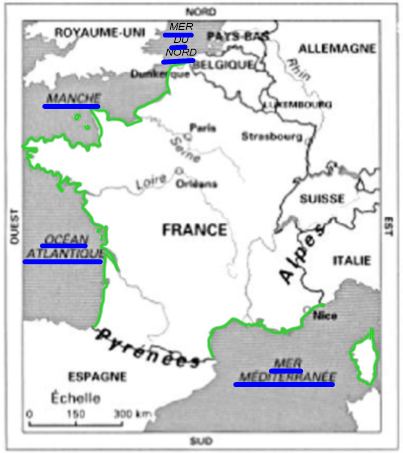 NORD
ROYAUME-UNI
MER
DU
NORD
PAYS-BAS
ALLEMAGNE
Dunkerque
BELGIQUE
Rhin
MANCHE
LUXEMBOURG
Paris
Strasbourg
Seine
Loire
Orléans
SUISSE
OUEST
FRANCE
EST
OCÉAN
ATLANTIQUE
Alpes
ITALIE
Nice
Pyrénées
MER
MÉDITERRANÉE
ESPAGNE
Échelle
0 150 300 km
SUD